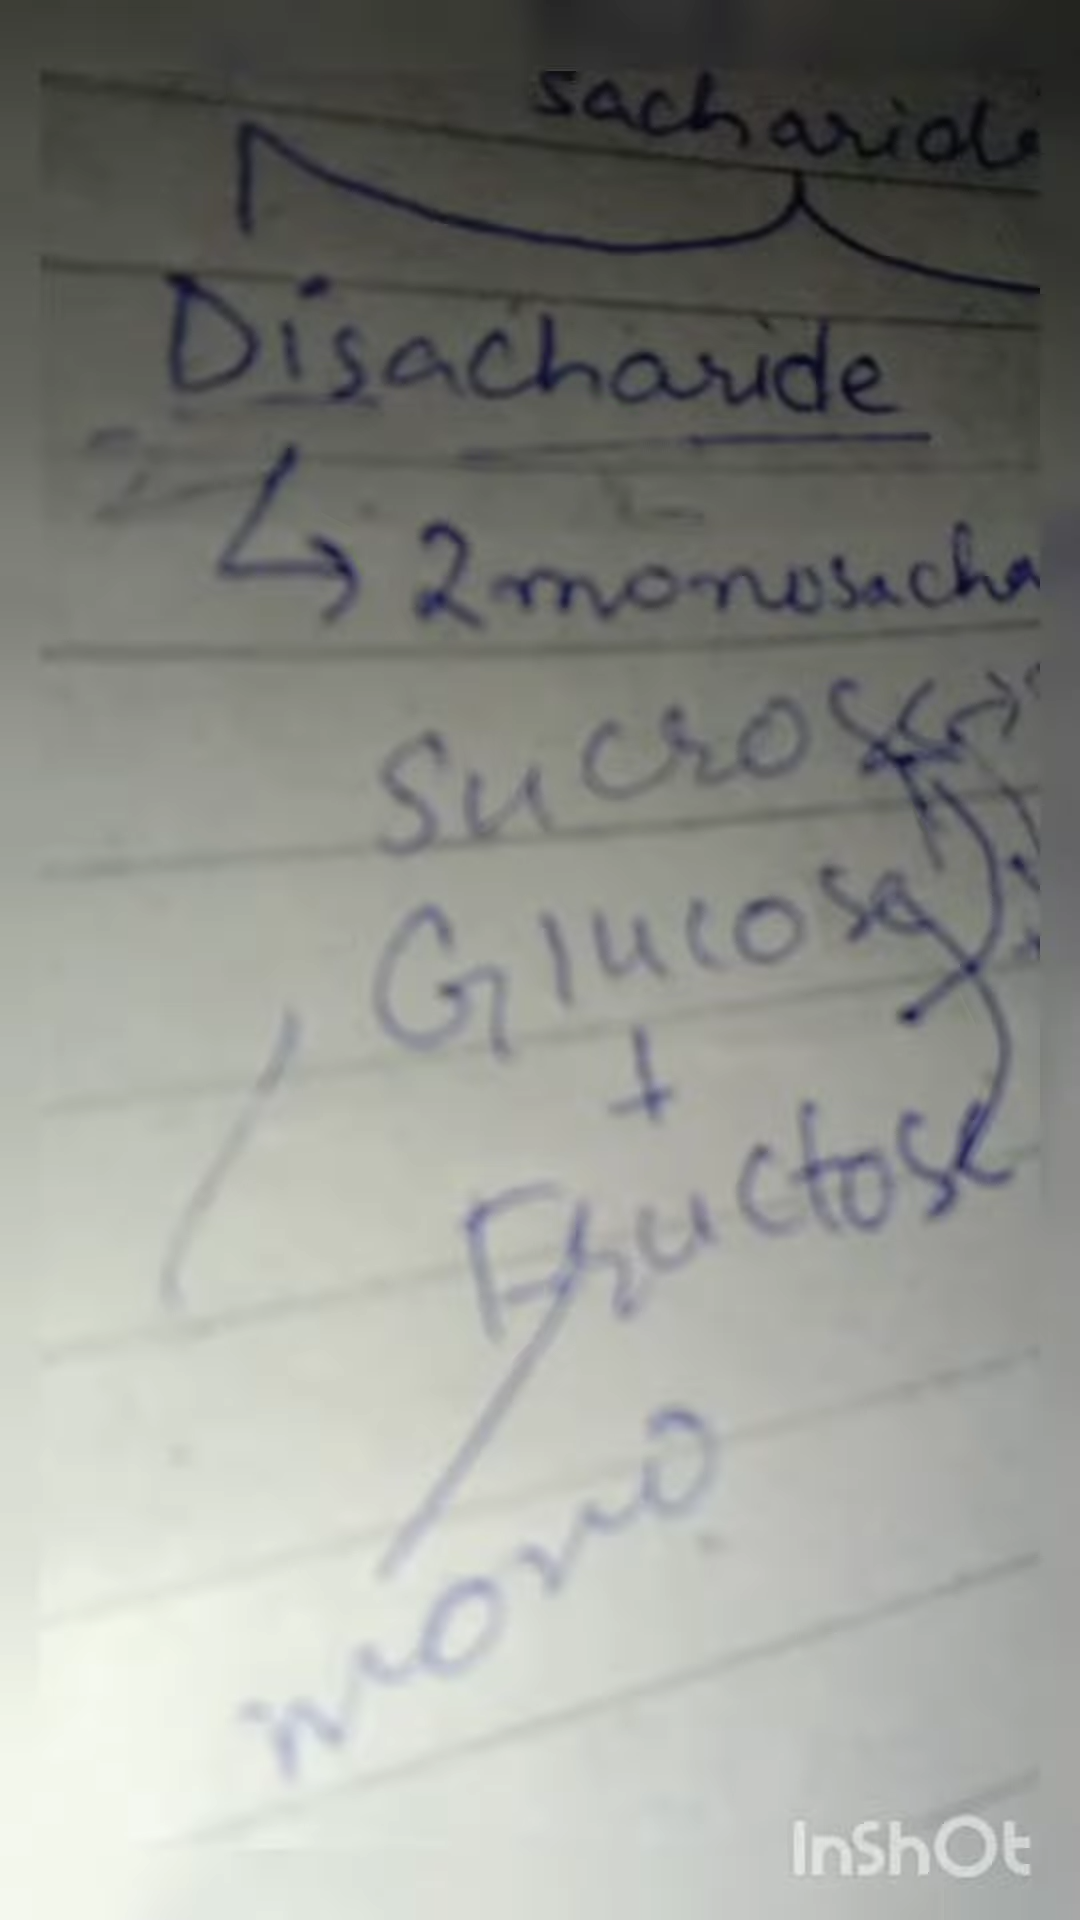 sacharide
Disacharide
2 monosacha
Sucrose
Glucose
+
Fructose
mono
InShOt